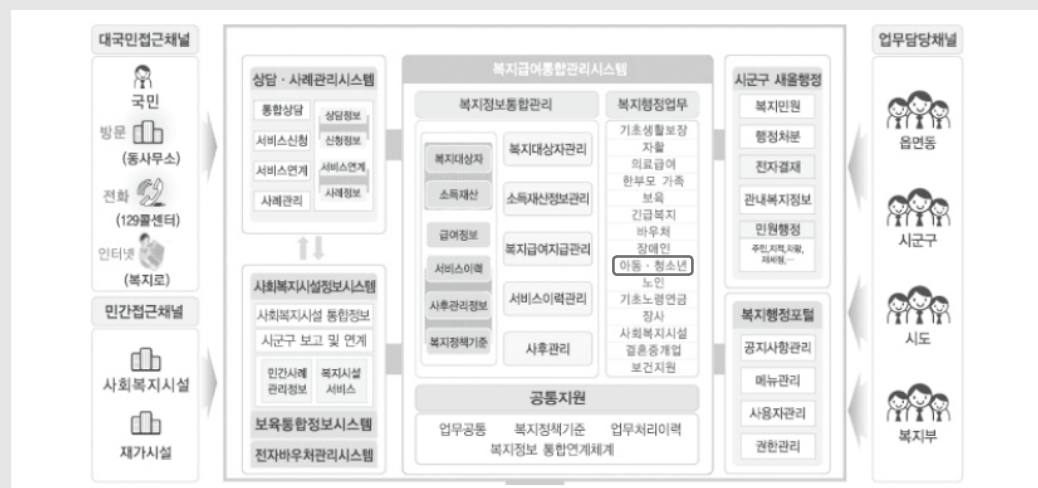 대국민접근채널
국민
방문
(동사무소)
전화
(129콜센터)
인터넷
(복지로)
민간접근채널
사회복지시설
재가시설
상담 · 사례관리시스템
통합상담
서비스신청
서비스연계
사례관리
상담정보
신청정보
서비스연계
사례정보
사회복지시설정보시스템
사회복지시설 통합정보
시군구 보고 및 연계
민간사례
관리정보
복지시설
서비스
보육통합정보시스템
전자바우처관리시스템
복지급여통합관리시스템
복지정보통합관리
복지대상자
소득재산
급여정보
서비스이력
사후관리정보
복지정책기준
복지대상자관리
소득재산정보관리
복지급여지급관리
서비스이력관리
사후관리
복지행정업무
기초생활보장
자활
의료급여
한부모 가족
보육
긴급복지
바우처
장애인
아동 · 청소년
노인
기초노령연금
장사
사회복지시설
결혼중개업
보건지원
공통지원
업무공통 복지정책기준 업무처리이력
복지정보 통합연계체계
시군구 새올행정
복지민원
행정처분
전자결재
관내복지정보
민원행정
주민,지적,차량,
재세정,…
복지행정포털
공지사항관리
메뉴관리
사용자관리
권한관리
업무담당채널
읍면동
시군구
시도
복지부